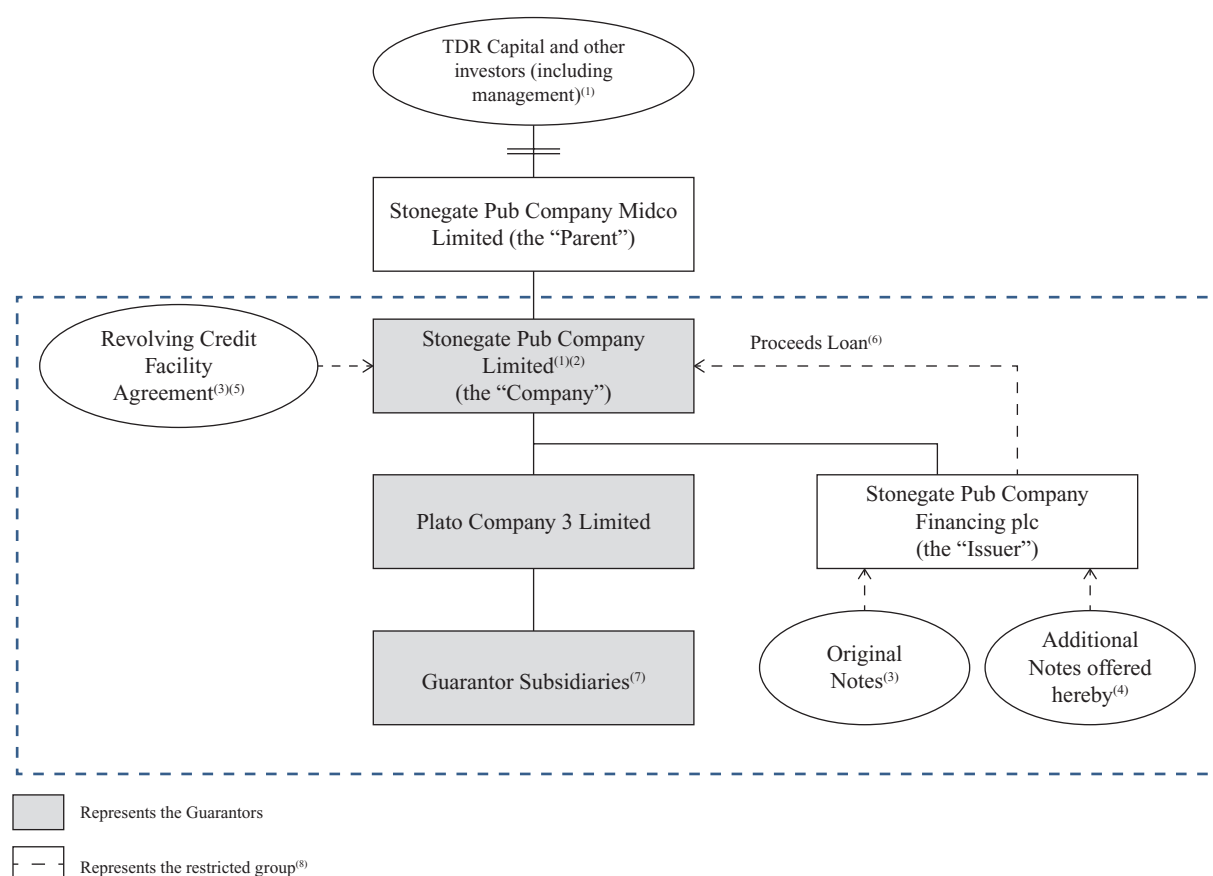 TDR Capital and other
investors (including
management)(1)
Stonegate Pub Company Midco
Limited (the “Parent”)
Revolving Credit
Facility
Agreement(3)(5)
Stonegate Pub Company
Limited(1)(2)
(the “Company”)
Proceeds Loan(6)
Plato Company 3 Limited
Stonegate Pub Company
Financing plc
(the “Issuer”)
Guarantor Subsidiaries(7)
Original
Notes(3)
Additional
Notes offered
hereby(4)
Represents the Guarantors
Represents the restricted group(8)